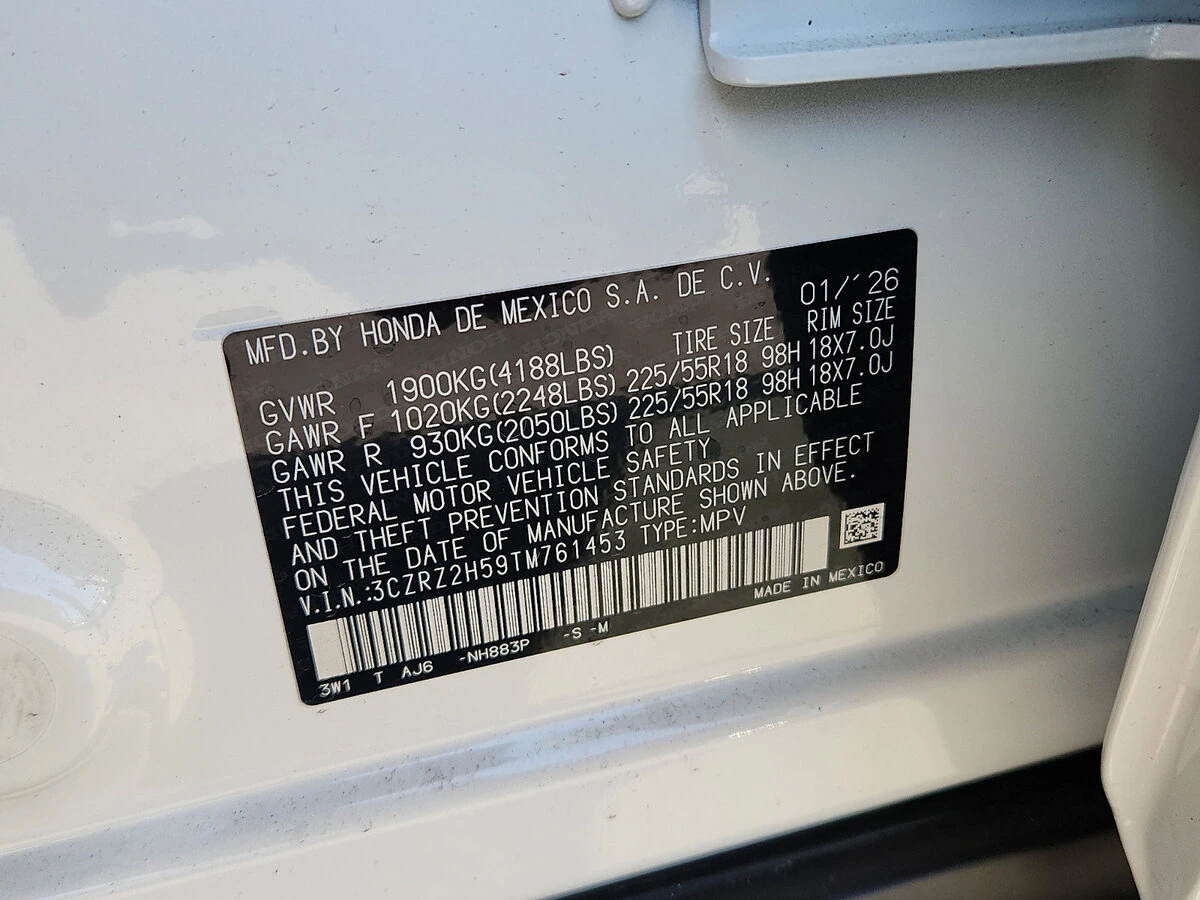 MFD.BY HONDA DE MEXICO S.A. DE C.V. 01/'26
TIRE SIZE RIM SIZE
GVWR 1900KG(4188LBS)
GAWR F 1020KG(2248LBS) 225/55R18 98H 18X7.0J
GAWR R 930KG(2050LBS) 225/55R18 98H 18X7.0J
THIS VEHICLE CONFORMS TO ALL APPLICABLE
FEDERAL MOTOR VEHICLE SAFETY
AND THEFT PREVENTION STANDARDS IN EFFECT
ON THE DATE OF MANUFACTURE SHOWN ABOVE.
V.I.N.:3CZRZ2H59TM761453 TYPE:MPV
MADE IN MEXICO
3W1 T AJ6 -NH883P -S -M